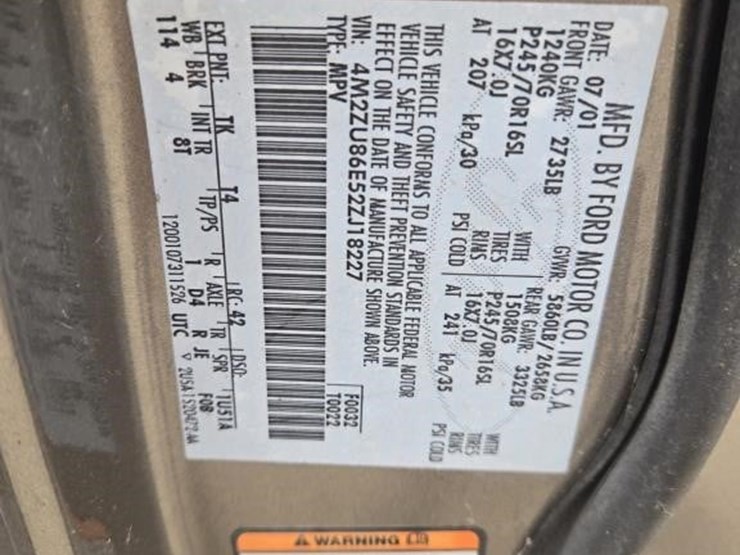 MFD. BY FORD MOTOR CO. IN U.S.A.
DATE: 07/01 GVWR: 5860LB/2658KG
FRONT GAWR: 2735LB REAR GAWR: 3325LB
1240KG WITH 1508KG WITH
P245/70R16SL TIRES P245/70R16SL TIRES
16X7.0J RIMS 16X7.0J RIMS
AT 207 kPa/30 PSI COLD AT 241 kPa/35 PSI COLD
THIS VEHICLE CONFORMS TO ALL APPLICABLE FEDERAL MOTOR
VEHICLE SAFETY AND THEFT PREVENTION STANDARDS IN
EFFECT ON THE DATE OF MANUFACTURE SHOWN ABOVE.
VIN: 4M2ZU86E52ZJ18227 F0032
TYPE: MPV T0022
EXT PNT: TK T4 RC: 42 DSO:
WB BRK INT TR TP/PS R AXLE TR SPR 1U51A
114 4 8T 1 D4 R JE FOB
1200107311526 UTC
WARNING